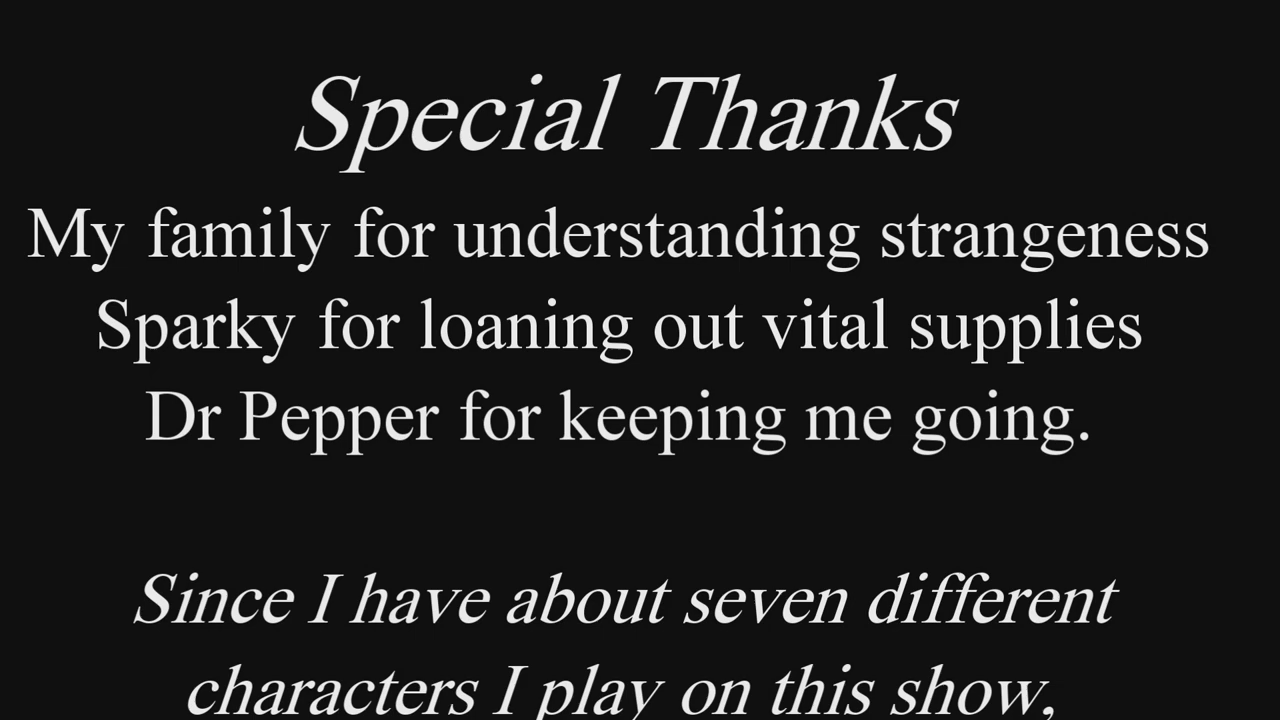 Special Thanks
My family for understanding strangeness
Sparky for loaning out vital supplies
Dr Pepper for keeping me going.
Since I have about seven different
characters I play on this show,